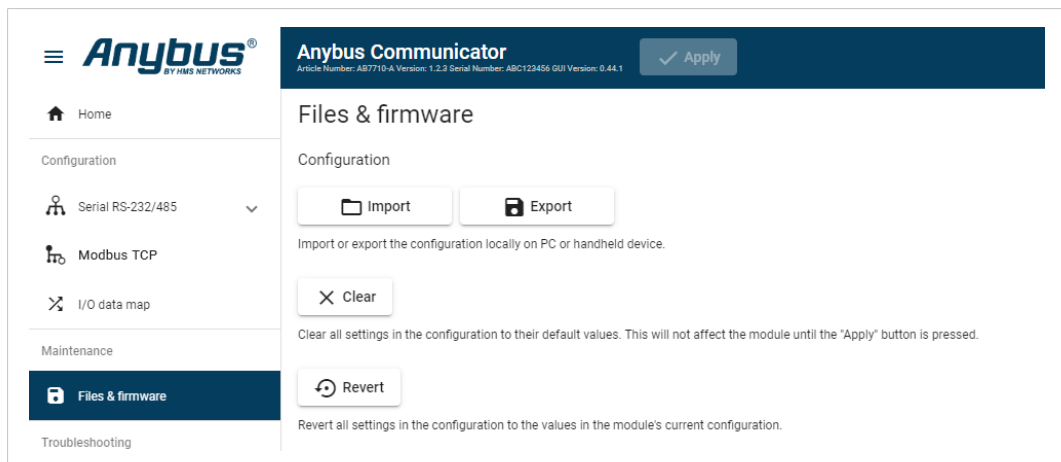 Anybus®
BY HMS NETWORKS
Anybus Communicator
Article Number: AB7710-A Version: 1.2.3 Serial Number: ABC123456 GUI Version: 0.44.1
Apply
Home
Configuration
Serial RS-232/485
Modbus TCP
I/O data map
Maintenance
Files & firmware
Troubleshooting
Files & firmware
Configuration
Import
Export
Import or export the configuration locally on PC or handheld device.
Clear
Clear all settings in the configuration to their default values. This will not affect the module until the "Apply" button is pressed.
Revert
Revert all settings in the configuration to the values in the module's current configuration.